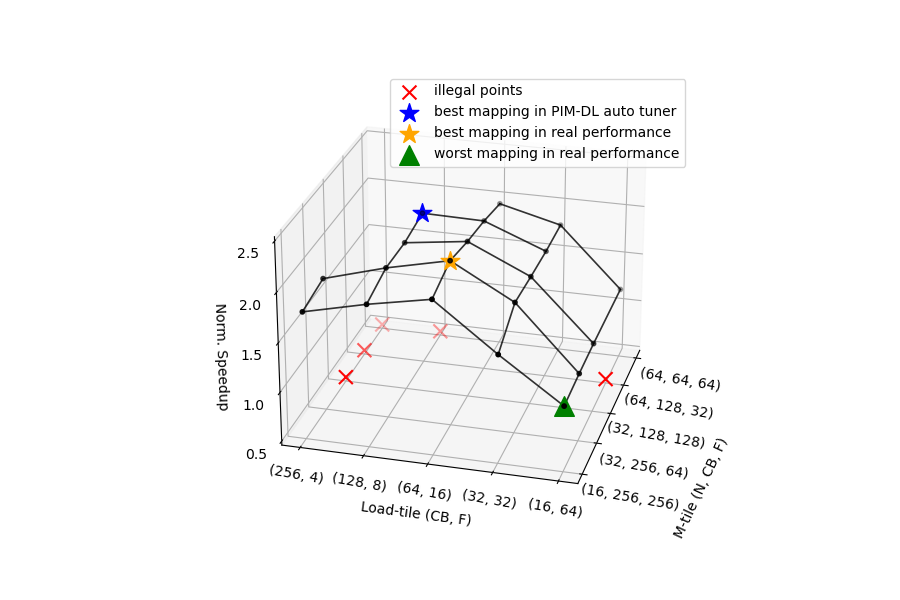 illegal points
best mapping in PIM-DL auto tuner
best mapping in real performance
worst mapping in real performance
2.5
2.0
1.5
1.0
0.5
Norm. Speedup
(256, 4)
(128, 8)
(64, 16)
(32, 32)
(16, 64)
Load-tile (CB, F)
(64, 64, 64)
(64, 128, 32)
(32, 128, 128)
(32, 256, 64)
(16, 256, 256)
M-tile (N, CB, F)